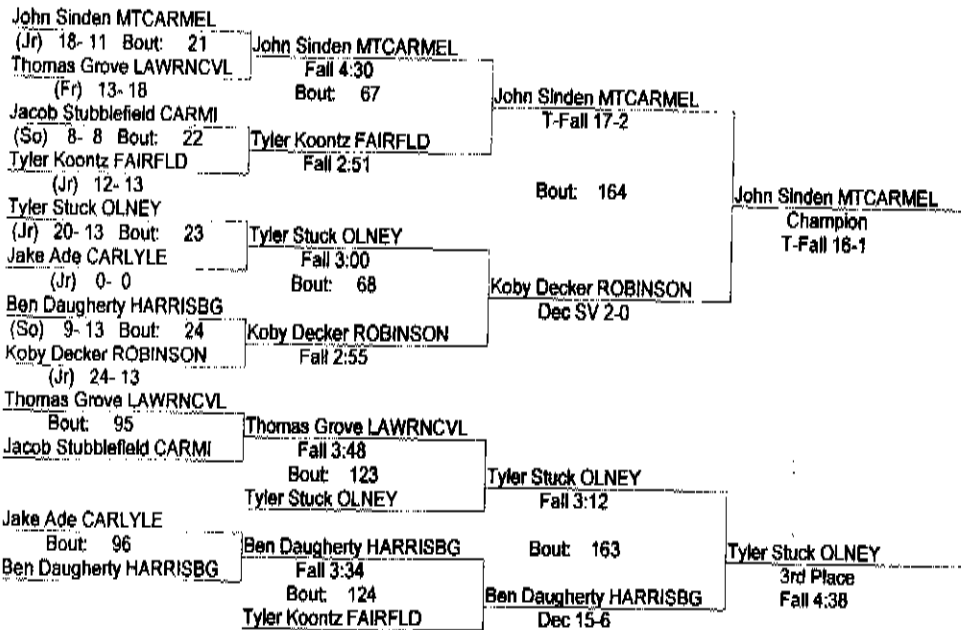 John Sinden MTCARMEL
(Jr) 18- 11 Bout: 21
Thomas Grove LAWRNCVL
(Fr) 13- 18
Jacob Stubblefield CARMI
(So) 8- 8 Bout: 22
Tyler Koontz FAIRFLD
(Jr) 12- 13
Tyler Stuck OLNEY
(Jr) 20- 13 Bout: 23
Jake Ade CARLYLE
(Jr) 0- 0
Ben Daugherty HARRISBG
(So) 9- 13 Bout: 24
Koby Decker ROBINSON
(Jr) 24- 13
John Sinden MTCARMEL
Fall 4:30
Bout: 67
Tyler Koontz FAIRFLD
Fall 2:51
Tyler Stuck OLNEY
Fall 3:00
Bout: 68
Koby Decker ROBINSON
Fall 2:55
John Sinden MTCARMEL
T-Fall 17-2
Bout: 164
Koby Decker ROBINSON
Dec SV 2-0
John Sinden MTCARMEL
Champion
T-Fall 16-1
Thomas Grove LAWRNCVL
Bout: 95
Jacob Stubblefield CARMI
Jake Ade CARLYLE
Bout: 96
Ben Daugherty HARRISBG
Thomas Grove LAWRNCVL
Fall 3:48
Bout: 123
Tyler Stuck OLNEY
Ben Daugherty HARRISBG
Fall 3:34
Bout: 124
Tyler Koontz FAIRFLD
Tyler Stuck OLNEY
Fall 3:12
Bout: 163
Ben Daugherty HARRISBG
Dec 15-6
Tyler Stuck OLNEY
3rd Place
Fall 4:38